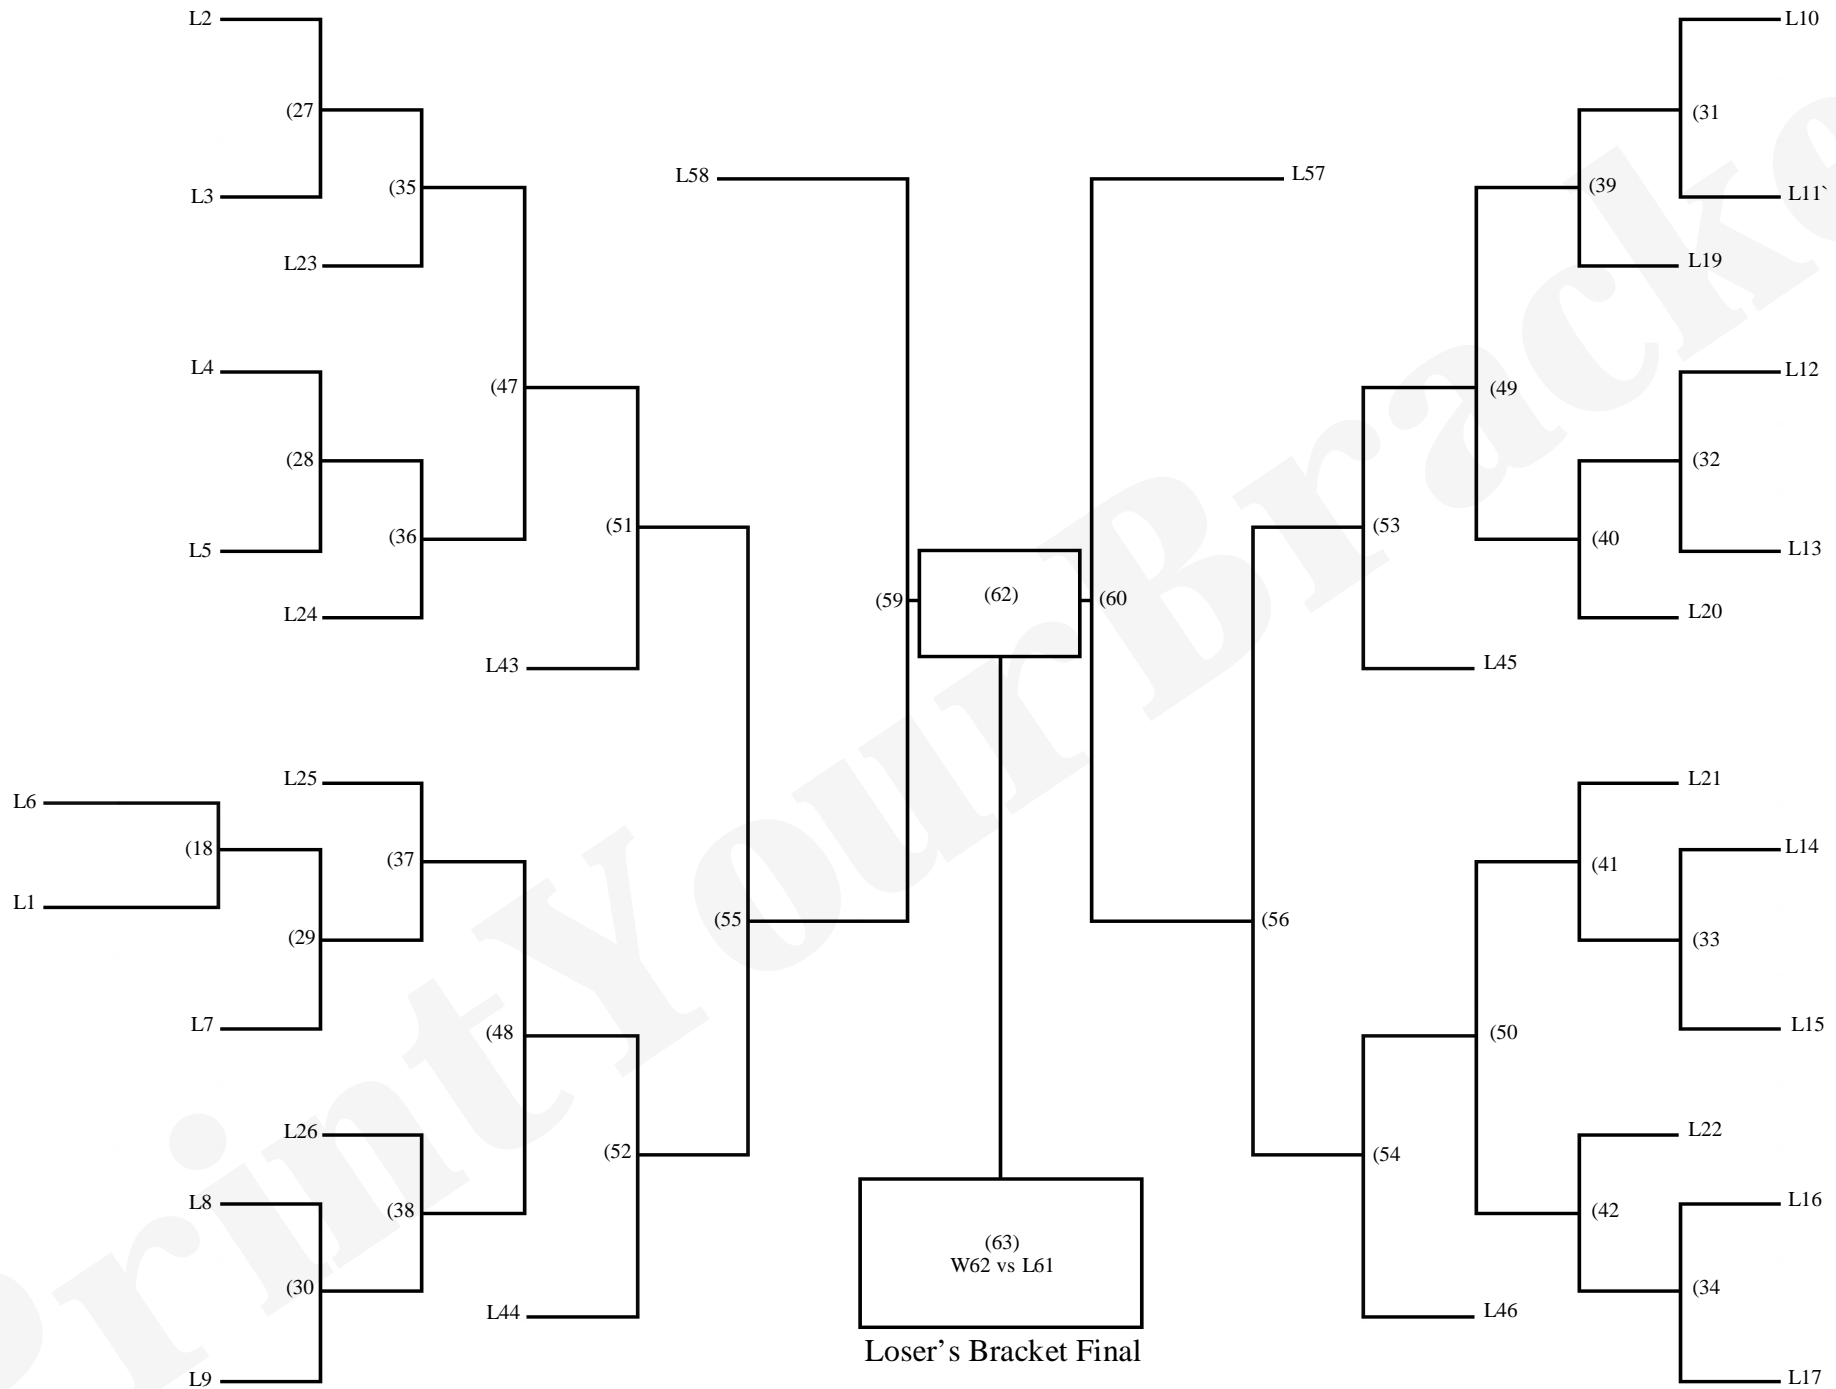 L2
L10
(27
(31
L58
L57
(35
(39
L3
L11`
L23
L19
L4
L12
(47
(49
(28
(32
(51
(53
(36
(40
L5
L13
(59
(62)
(60
L24
L20
L43
L45
L25
L21
L6
(18
(37
(41
L14
L1
(55
(56
(29
(33
L7
L15
(48
(50
L26
L22
(52
(54
L8
L16
(38
(42
(63)
W62 vs L61
(30
(34
L44
L46
Loser's Bracket Final
L9
L17
PrintYourBracke